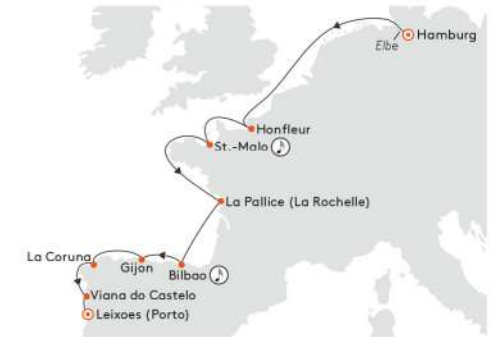 Hamburg
Elbe
Honfleur
St.-Malo
La Pallice (La Rochelle)
La Coruna
Gijon
Bilbao
Viana do Castelo
Leixoes (Porto)